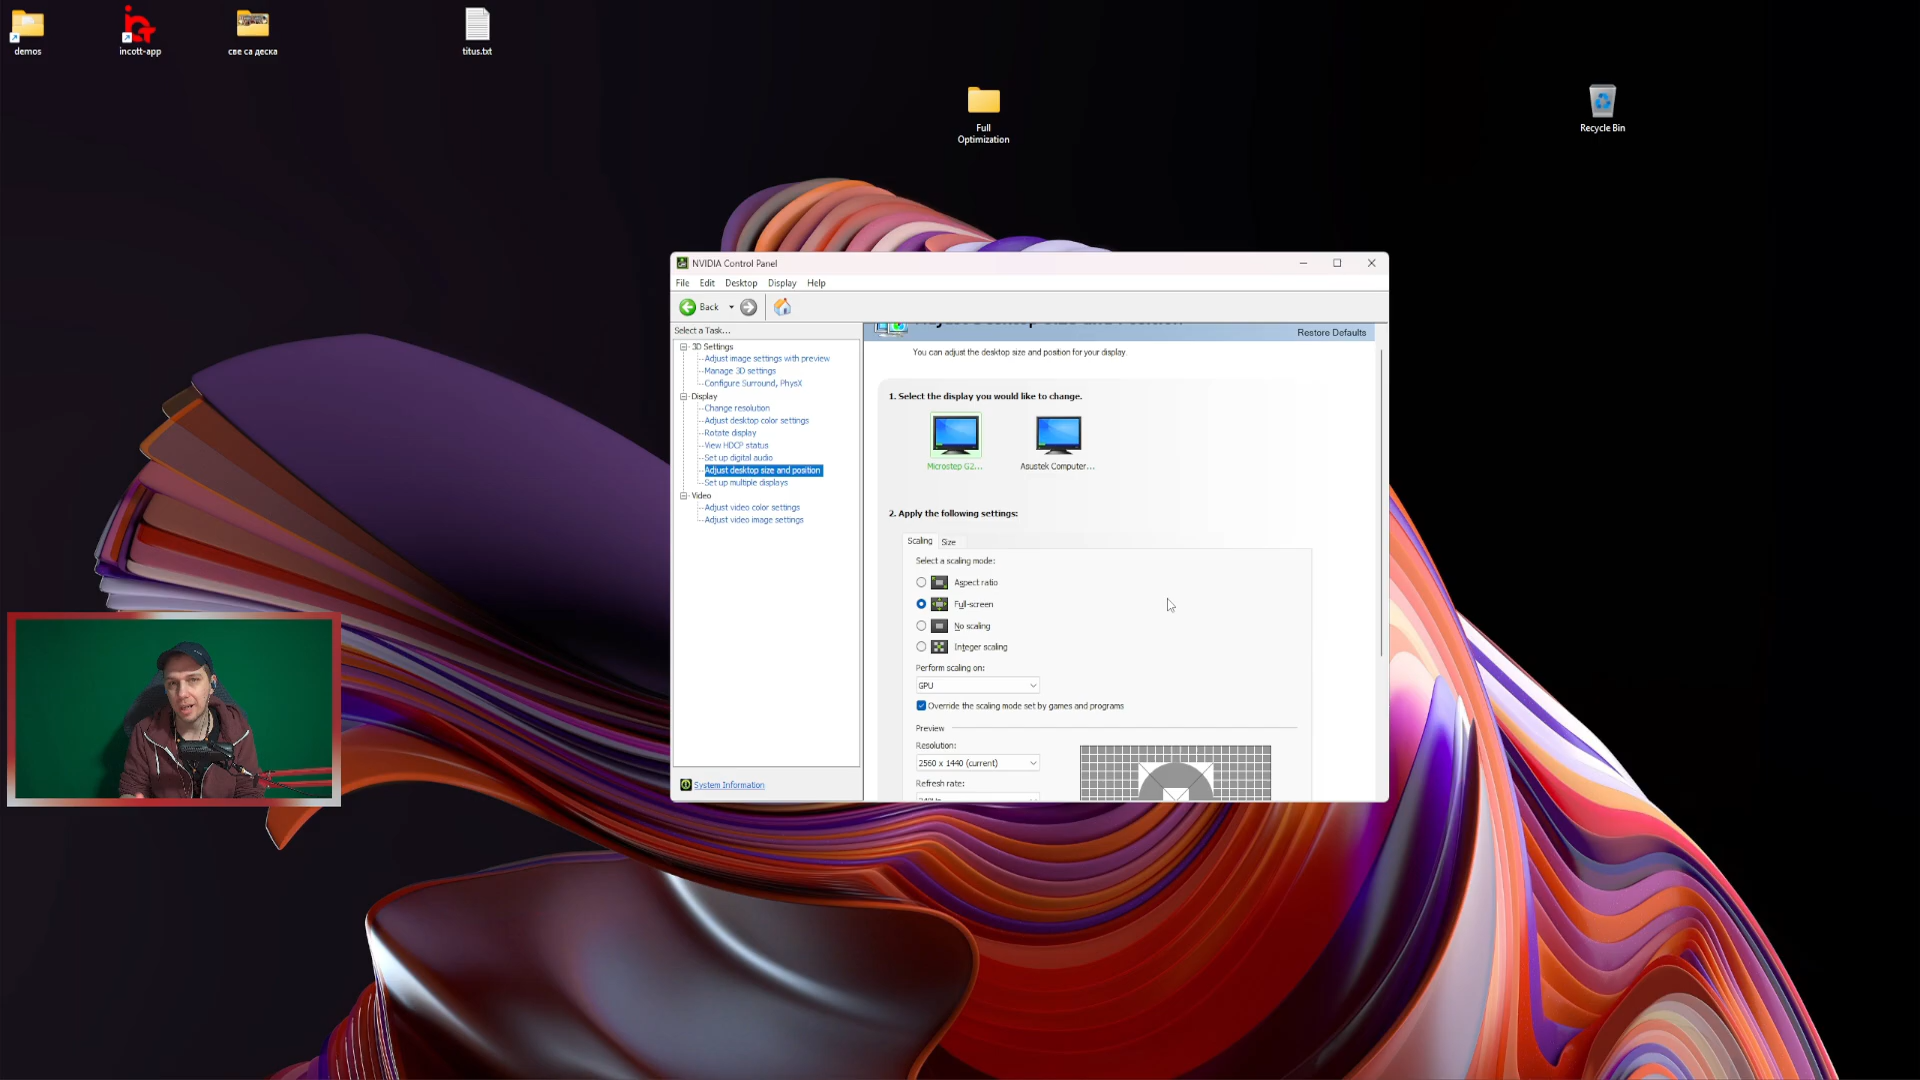 demos
incott-app
све са деска
titus.txt
Full
Optimization
Recycle Bin
NVIDIA Control Panel
File Edit Desktop Display Help
Back
Select a Task...
3D Settings
Adjust image settings with preview
Manage 3D settings
Configure Surround, PhysX
Display
Change resolution
Adjust desktop color settings
Rotate display
View HDCP status
Set up digital audio
Adjust desktop size and position
Set up multiple displays
Video
Adjust video color settings
Adjust video image settings
System Information
Restore Defaults
You can adjust the desktop size and position for your display.
1. Select the display you would like to change.
Microstep G2...
Asustek Computer...
2. Apply the following settings:
Scaling Size
Select a scaling mode:
Aspect ratio
Full-screen
No scaling
Integer scaling
Perform scaling on:
GPU
Override the scaling mode set by games and programs
Preview
Resolution:
2560 x 1440 (current)
Refresh rate: